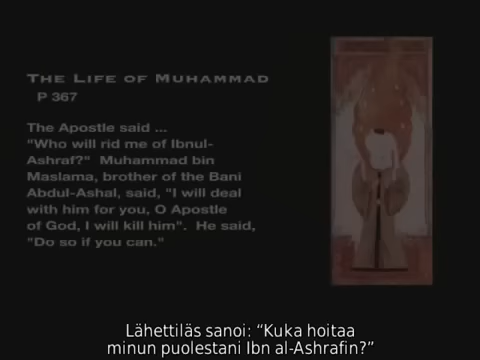 THE LIFE OF MUHAMMAD
P 367
The Apostle said ...
"Who will rid me of Ibnul-
Ashraf?" Muhammad bin
Maslama, brother of the Bani
Abdul-Ashal, said, "I will deal
with him for you, O Apostle
of God, I will kill him". He said,
"Do so if you can."
Lähettiläs sanoi: “Kuka hoitaa
minun puolestani Ibn al-Ashrafin?”